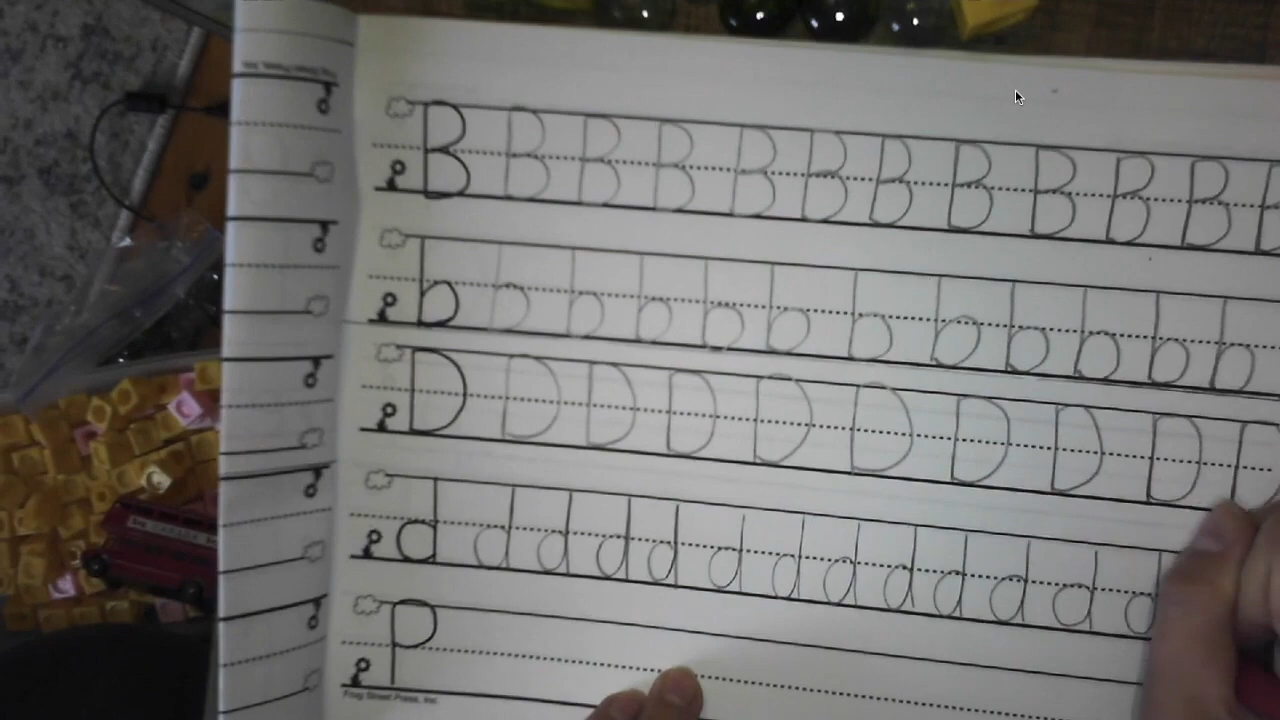 B B B B B B B B B B B B
b b b b b b b b b b b b
D D D D D D D D D D
d d d d d d d d d d d d d
P
Frog Street Press, Inc.